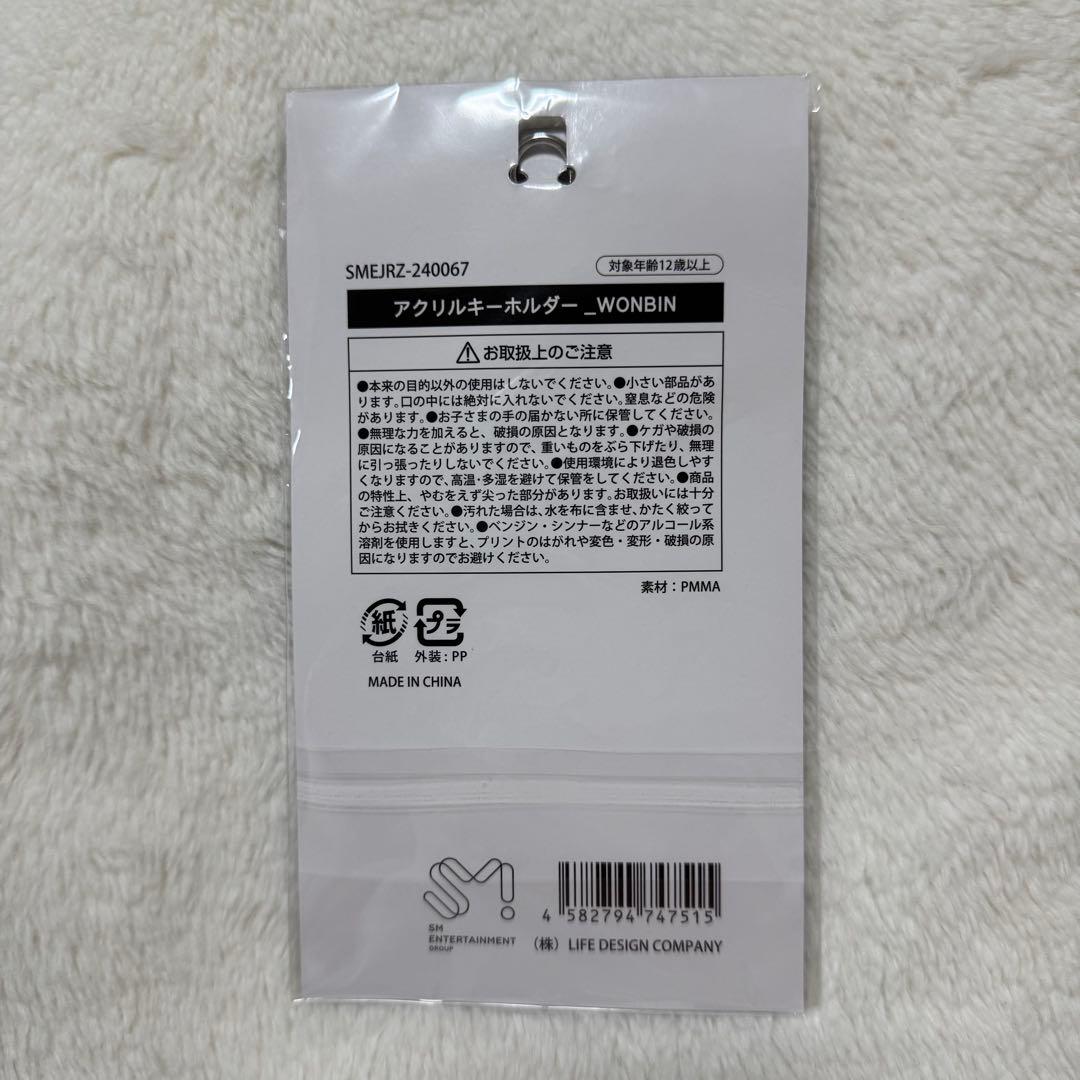 SMEJRZ-240067
対象年齢12歳以上
アクリルキーホルダー _WONBIN
お取扱上のご注意
●本来の目的以外の使用はしないでください。●小さい部品があ
ります。口の中には絶対に入れないでください。窒息などの危険
があります。●お子さまの手の届かない所に保管してください。
●無理な力を加えると、破損の原因となります。●ケガや破損の
原因になることがありますので、重いものをぶら下げたり、無理
に引っ張ったりしないでください。●使用環境により退色しやす
くなりますので、高温・多湿を避けて保管をしてください。●商品
の特性上、やむをえず尖った部分があります。お取扱いには十分
ご注意ください。●汚れた場合は、水を布に含ませ、かたく絞って
からお拭きください。●ベンジン・シンナーなどのアルコール系
溶剤を使用しますと、プリントのはがれや変色・変形・破損の原
因になりますのでお避けください。
素材：PMMA
紙 プラ
台紙 外装：PP
MADE IN CHINA
SM
SM
ENTERTAINMENT
GROUP
4 582794 747515
（株） LIFE DESIGN COMPANY